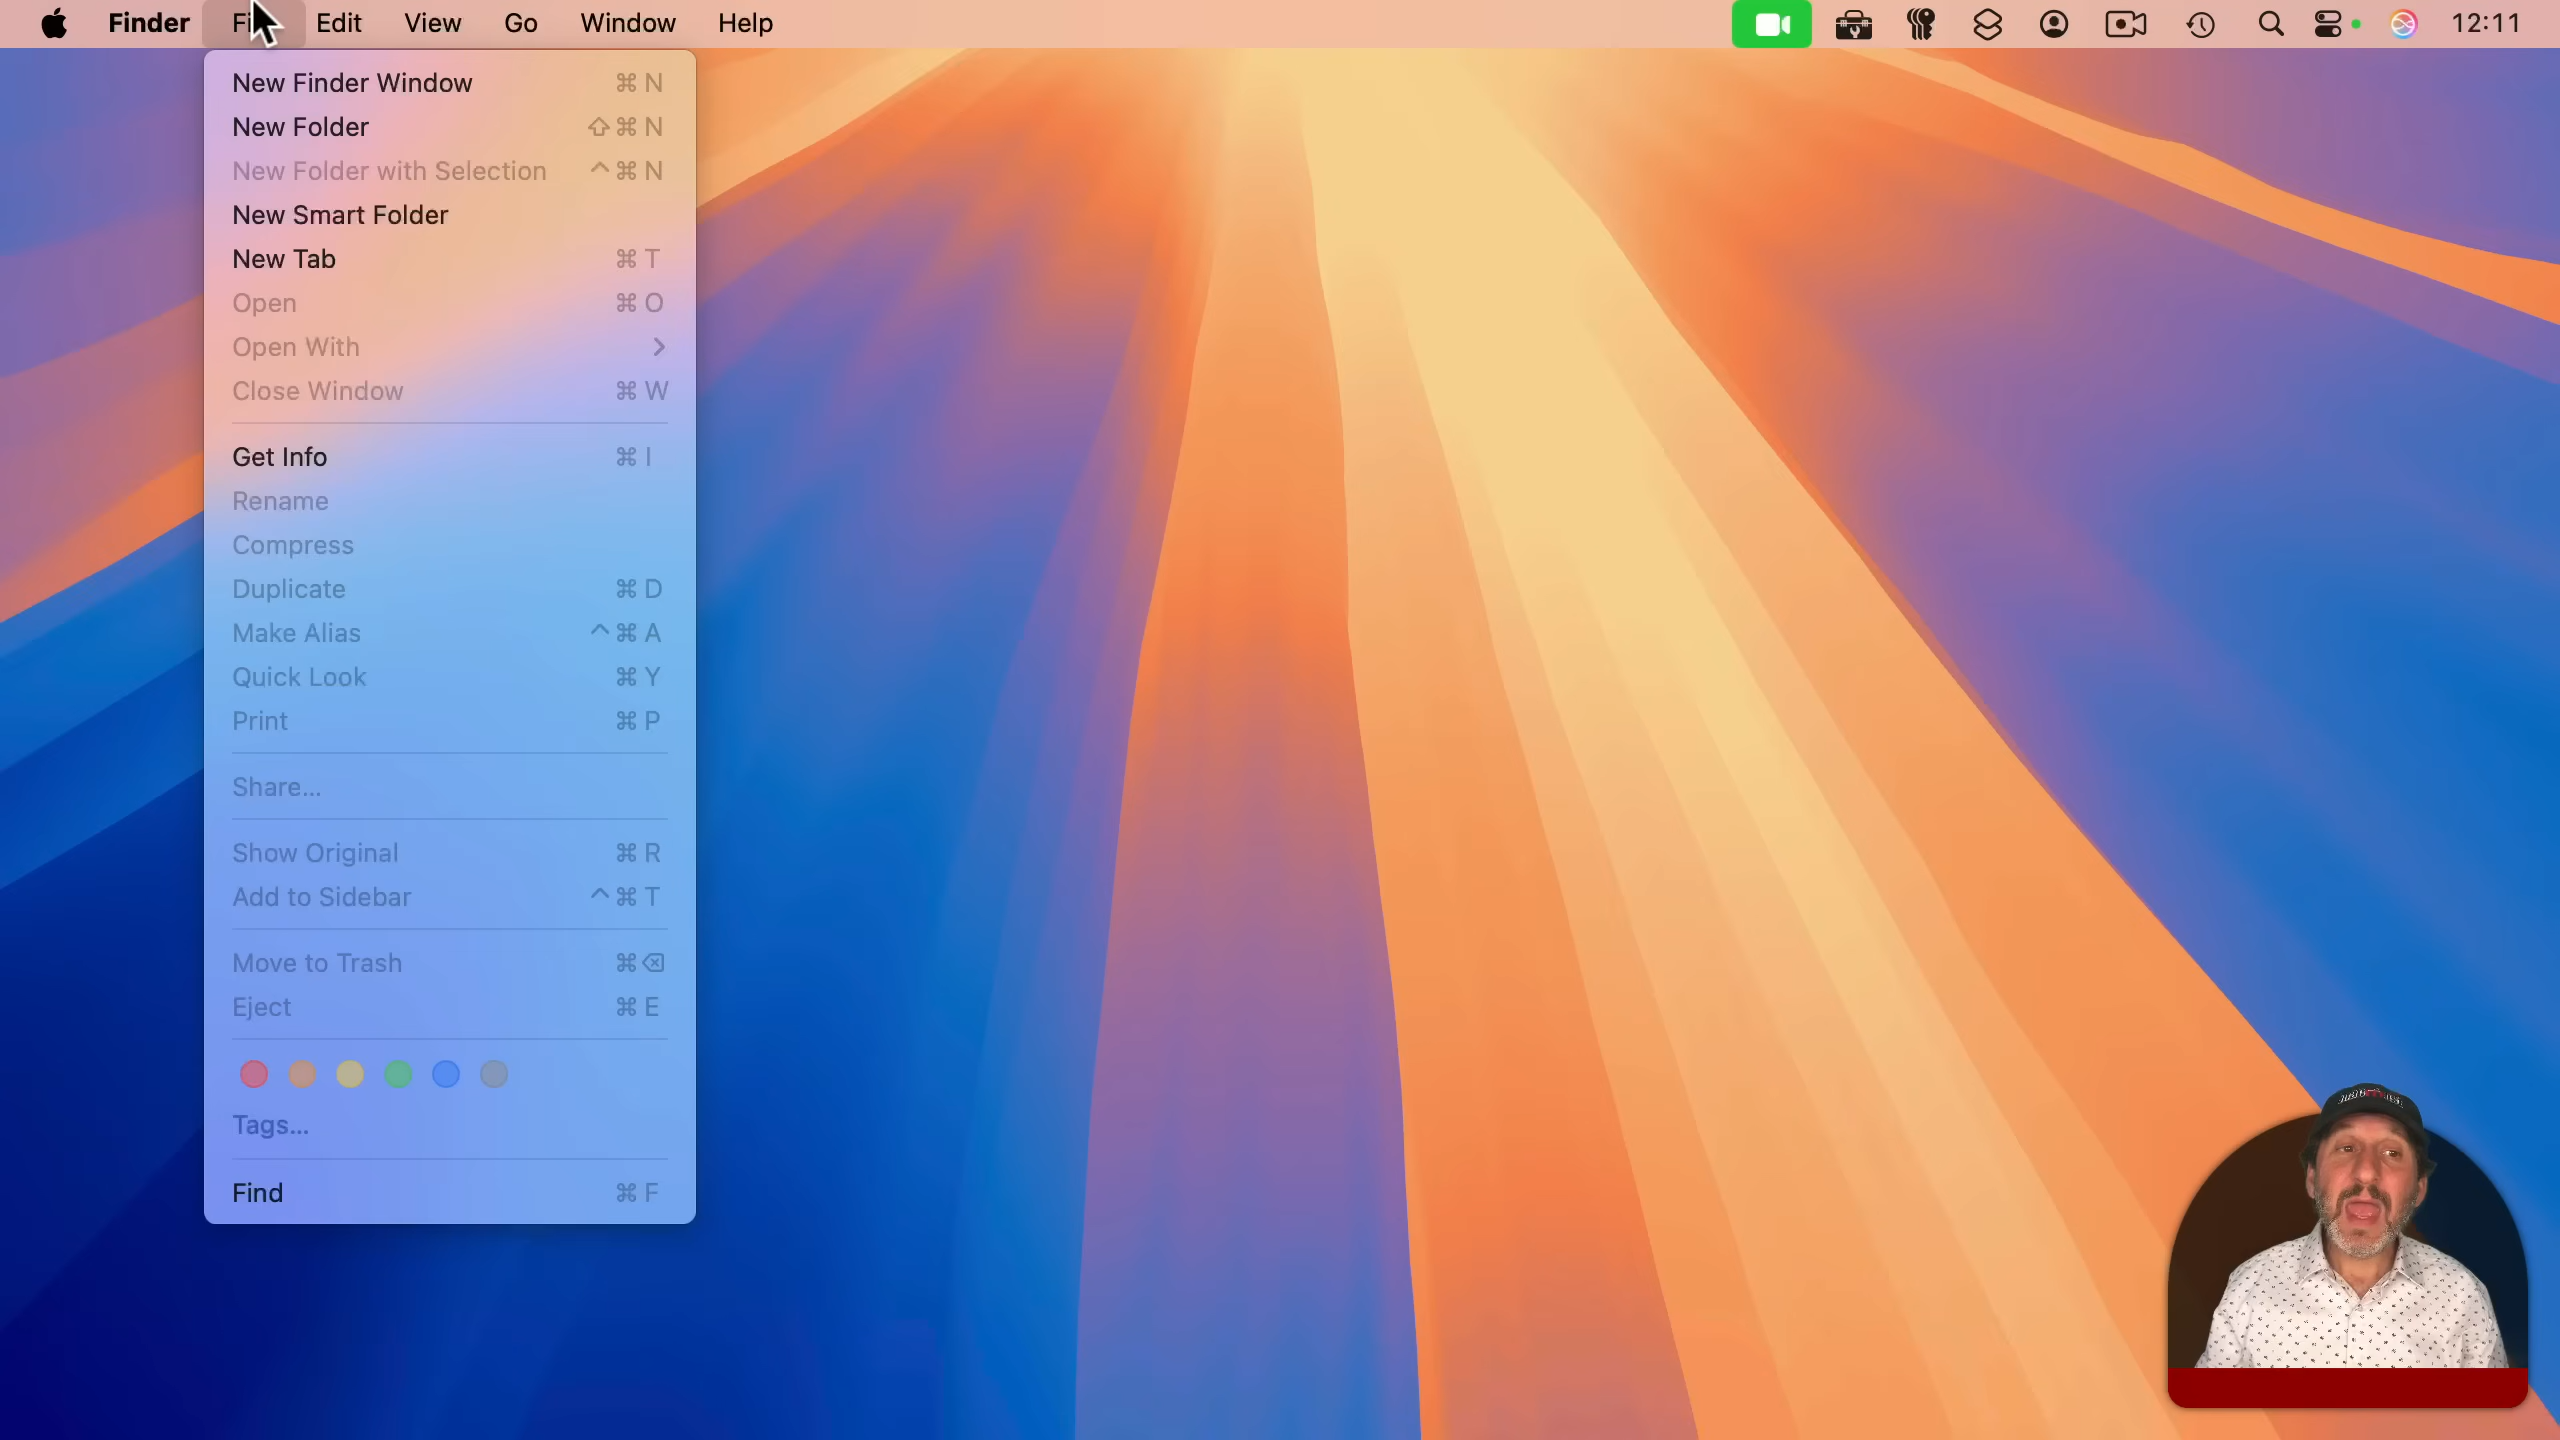 Finder Edit View Go Window Help 12:11
New Finder Window ⌘ N
New Folder ⇧ ⌘ N
New Folder with Selection ^ ⌘ N
New Smart Folder
New Tab ⌘ T
Open ⌘ O
Open With >
Close Window ⌘ W
Get Info ⌘ I
Rename
Compress
Duplicate ⌘ D
Make Alias ^ ⌘ A
Quick Look ⌘ Y
Print ⌘ P
Share...
Show Original ⌘ R
Add to Sidebar ^ ⌘ T
Move to Trash ⌘ ⌫
Eject ⌘ E
Tags...
Find ⌘ F